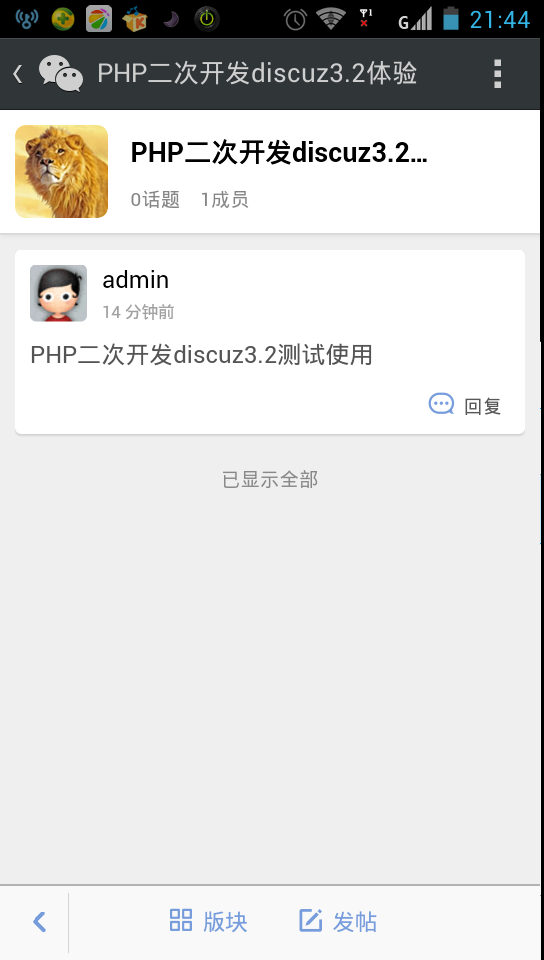 G 21:44
PHP二次开发discuz3.2体验
PHP二次开发discuz3.2...
0话题 1成员
admin
14 分钟前
PHP二次开发discuz3.2测试使用
回复
已显示全部
版块 发帖